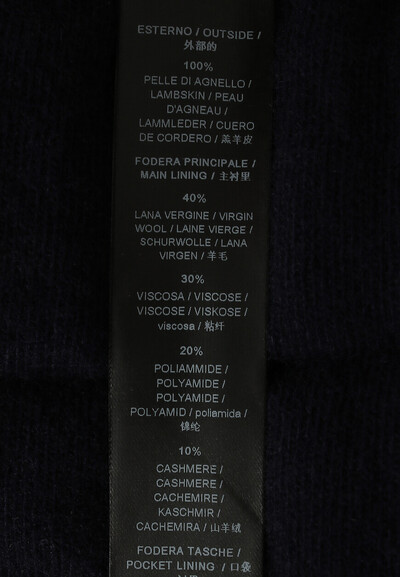 ESTERNO / OUTSIDE /
外部的
100%
PELLE DI AGNELLO /
LAMBSKIN / PEAU
D'AGNEAU /
LAMMLEDER / CUERO
DE CORDERO / 羔羊皮
FODERA PRINCIPALE /
MAIN LINING / 主衬里
40%
LANA VERGINE / VIRGIN
WOOL / LAINE VIERGE /
SCHURWOLLE / LANA
VIRGEN / 羊毛
30%
VISCOSA / VISCOSE /
VISCOSE / VISKOSE /
viscosa / 粘纤
20%
POLIAMMIDE /
POLYAMIDE /
POLYAMIDE /
POLYAMID / poliamida /
锦纶
10%
CASHMERE /
CASHMERE /
CACHEMIRE /
KASCHMIR /
CACHEMIRA / 山羊绒
FODERA TASCHE /
POCKET LINING / 口袋